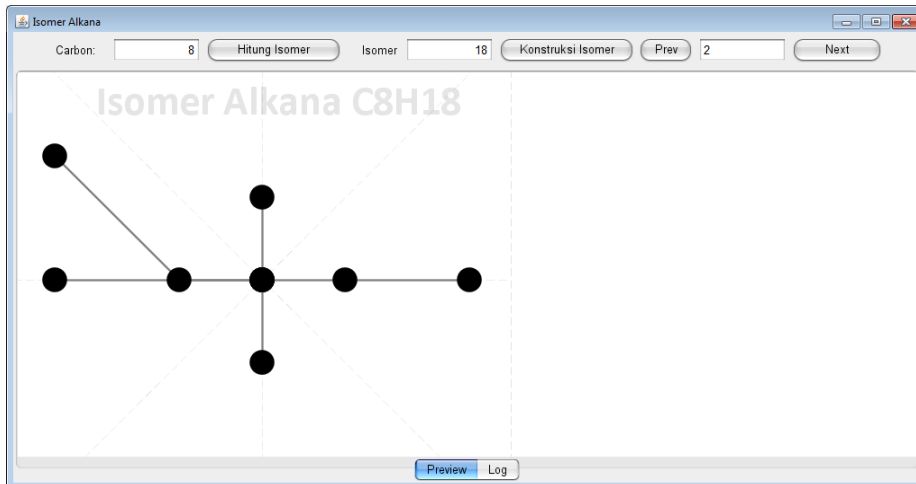 Isomer Alkana
Carbon: 8 Hitung Isomer Isomer 18 Konstruksi Isomer Prev 2 Next
Isomer Alkana C8H18
Preview Log